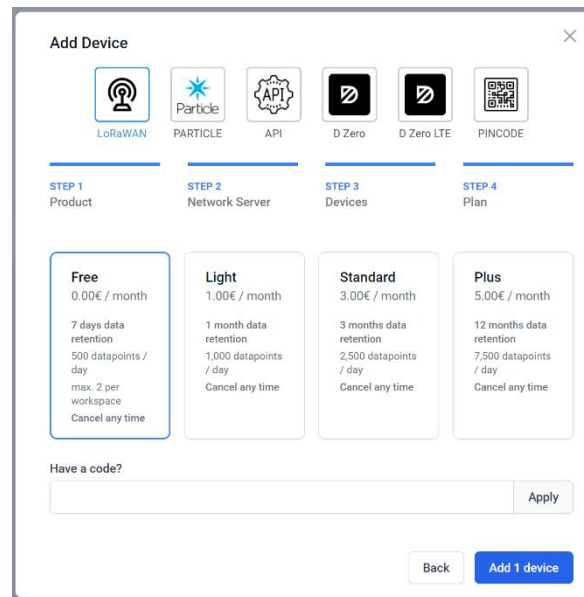 Add Device
Particle
API
LoRaWAN
PARTICLE
API
D Zero
D Zero LTE
PINCODE
STEP 1
Product
STEP 2
Network Server
STEP 3
Devices
STEP 4
Plan
Free
0.00€ / month
7 days data
retention
500 datapoints /
day
max. 2 per
workspace
Cancel any time
Light
1.00€ / month
1 month data
retention
1,000 datapoints
/ day
Cancel any time
Standard
3.00€ / month
3 months data
retention
2,500 datapoints
/ day
Cancel any time
Plus
5.00€ / month
12 months data
retention
7,500 datapoints
/ day
Cancel any time
Have a code?
Apply
Back
Add 1 device